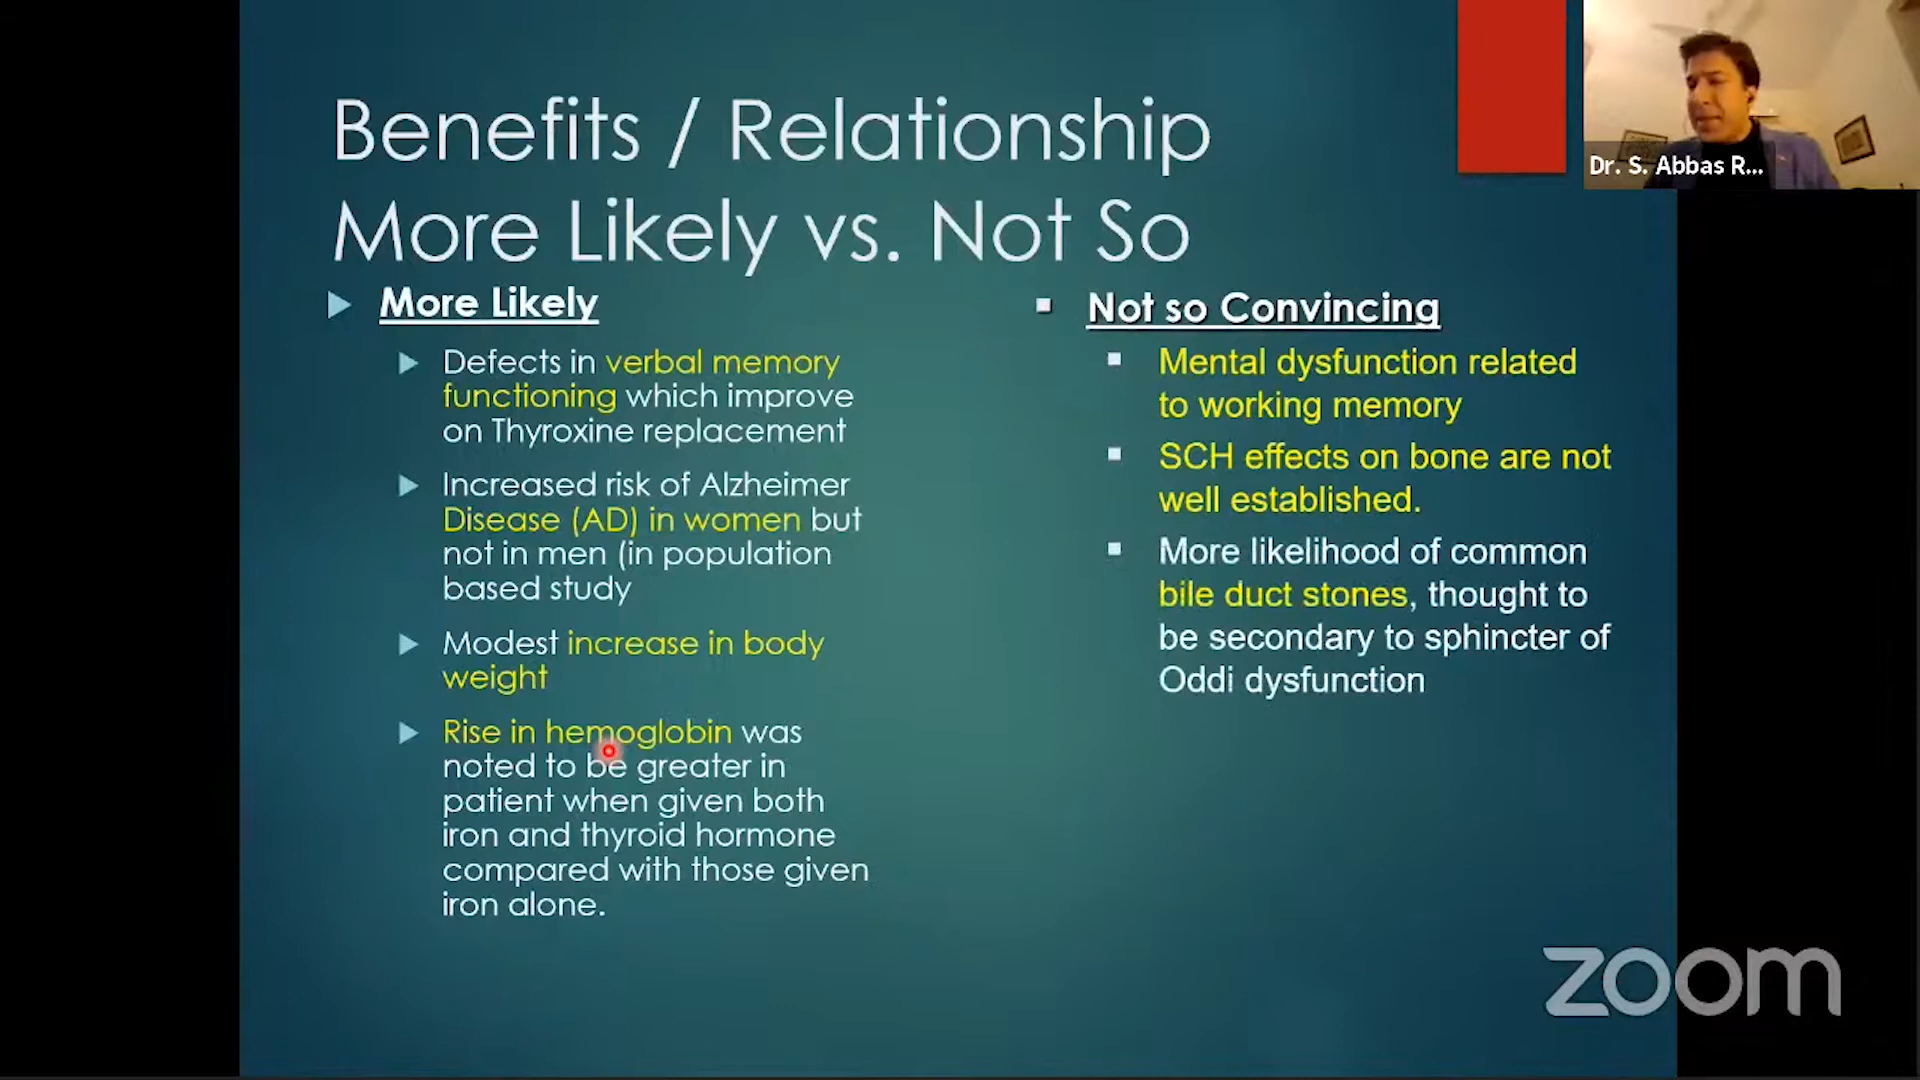 Benefits / Relationship
More Likely vs. Not So
More Likely
Defects in verbal memory
functioning which improve
on Thyroxine replacement
Increased risk of Alzheimer
Disease (AD) in women but
not in men (in population
based study
Modest increase in body
weight
Rise in hemoglobin was
noted to be greater in
patient when given both
iron and thyroid hormone
compared with those given
iron alone.
Not so Convincing
Mental dysfunction related
to working memory
SCH effects on bone are not
well established.
More likelihood of common
bile duct stones, thought to
be secondary to sphincter of
Oddi dysfunction
Dr. S. Abbas R...
zoom